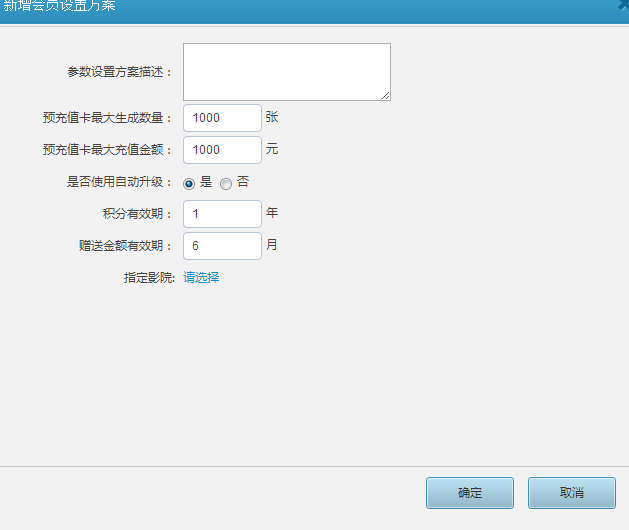 新增会员设置方案
参数设置方案描述：
预充值卡最大生成数量： 1000 张
预充值卡最大充值金额： 1000 元
是否使用自动升级： 是 否
积分有效期： 1 年
赠送金额有效期： 6 月
指定影院: 请选择
确定 取消